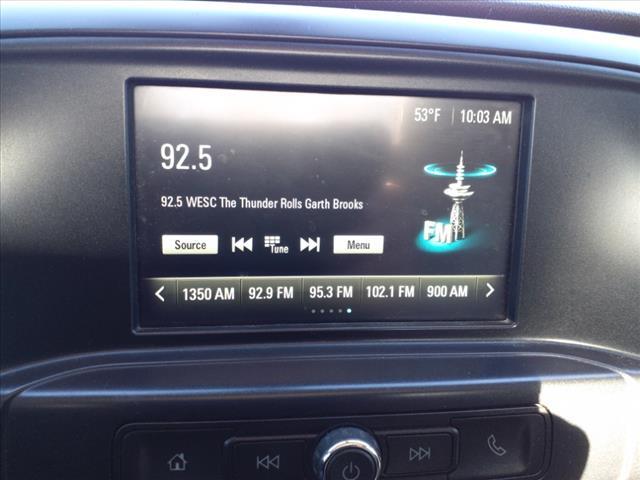 53°F 10:03 AM
92.5
92.5 WESC The Thunder Rolls Garth Brooks
FM
Source Tune Menu
1350 AM 92.9 FM 95.3 FM 102.1 FM 900 AM